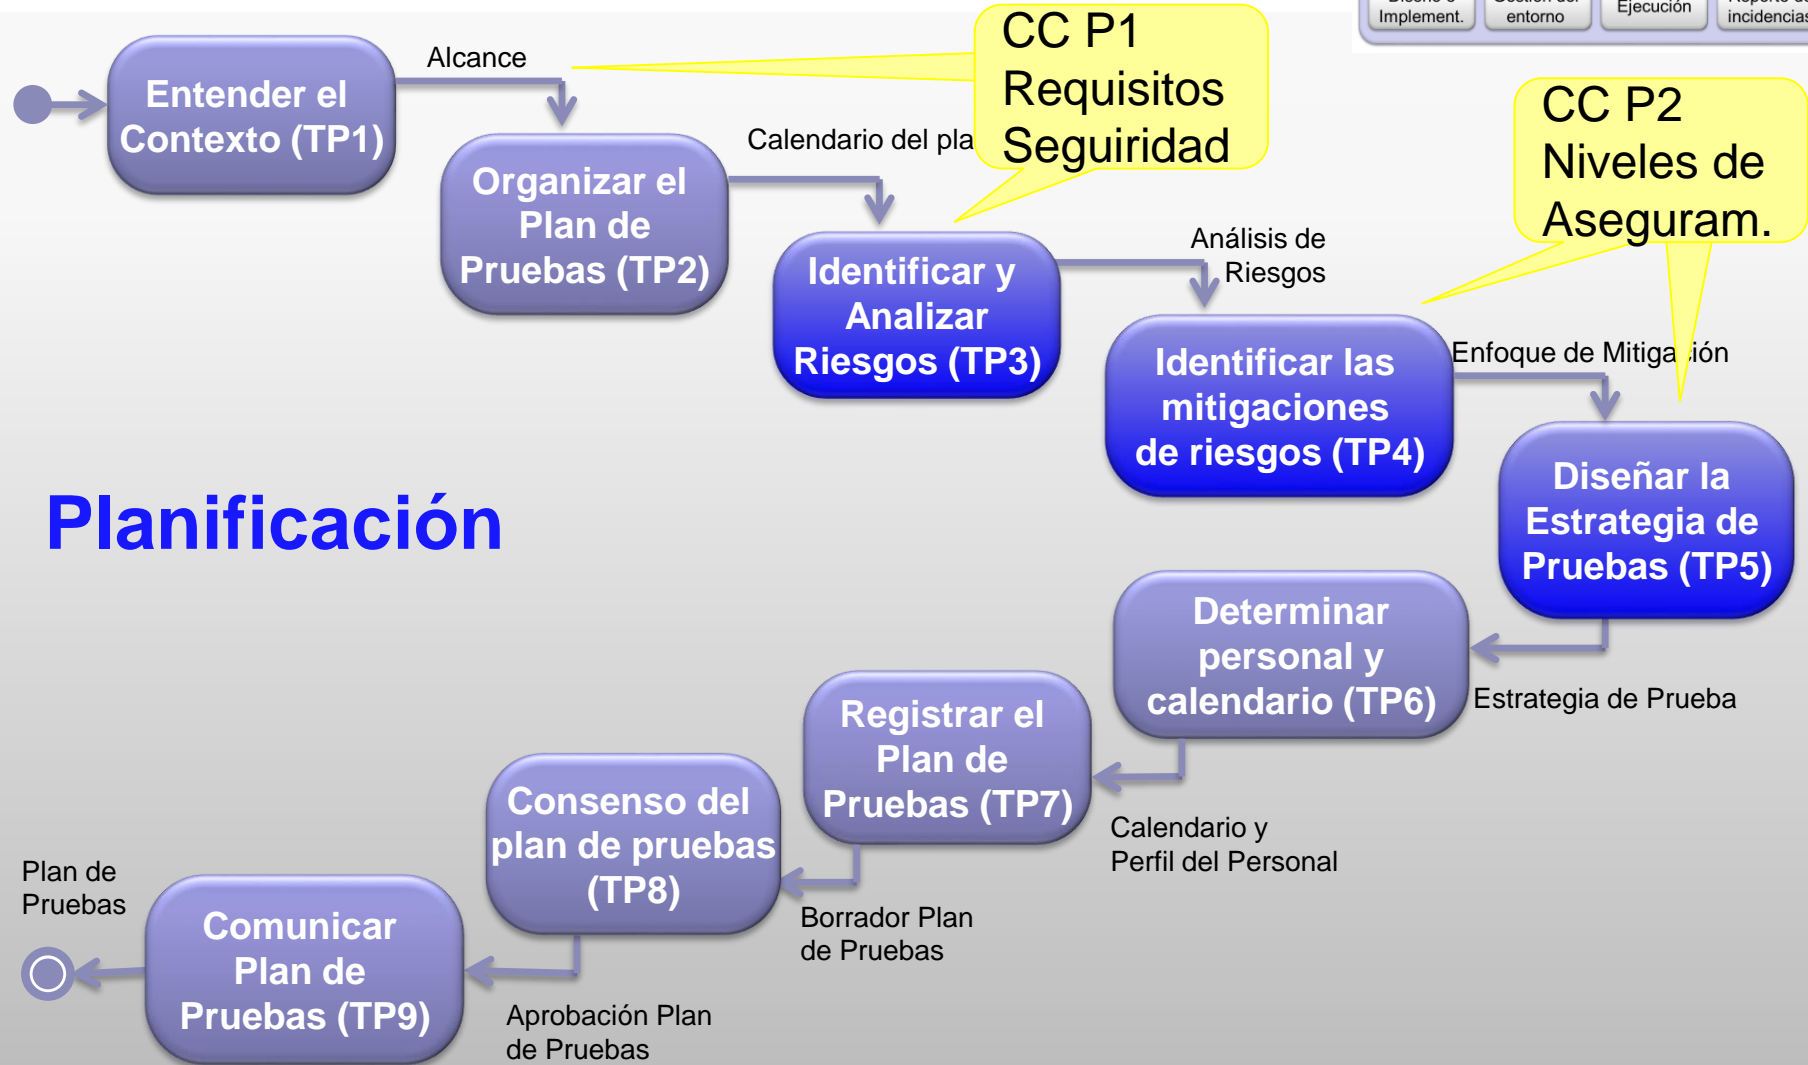 Implement.
entorno
Ejecución
incidencias
Entender el
Contexto (TP1)
Alcance
CC P1
Requisitos
Seguiridad
CC P2
Niveles de
Aseguram.
Organizar el
Plan de
Pruebas (TP2)
Calendario del pla
Identificar y
Analizar
Riesgos (TP3)
Análisis de
Riesgos
Identificar las
mitigaciones
de riesgos (TP4)
Enfoque de Mitigación
Diseñar la
Estrategia de
Pruebas (TP5)
Planificación
Determinar
personal y
calendario (TP6)
Estrategia de Prueba
Registrar el
Plan de
Pruebas (TP7)
Calendario y
Perfil del Personal
Consenso del
plan de pruebas
(TP8)
Borrador Plan
de Pruebas
Plan de
Pruebas
Comunicar
Plan de
Pruebas (TP9)
Aprobación Plan
de Pruebas